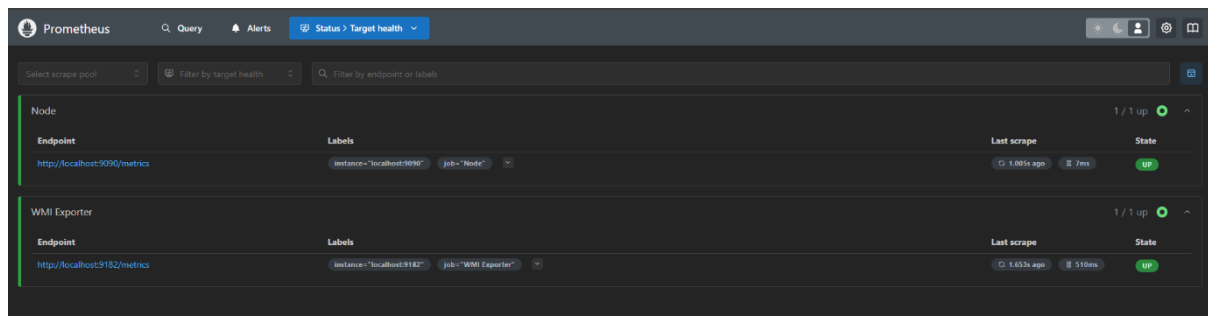 Prometheus Query Alerts Status > Target health
Select scrape pool Filter by target health Filter by endpoint or labels
Node 1 / 1 up
Endpoint Labels Last scrape State
http://localhost:9090/metrics instance="localhost:9090" job="Node" 1.005s ago 7ms UP
WMI Exporter 1 / 1 up
Endpoint Labels Last scrape State
http://localhost:9182/metrics instance="localhost:9182" job="WMI Exporter" 1.653s ago 510ms UP